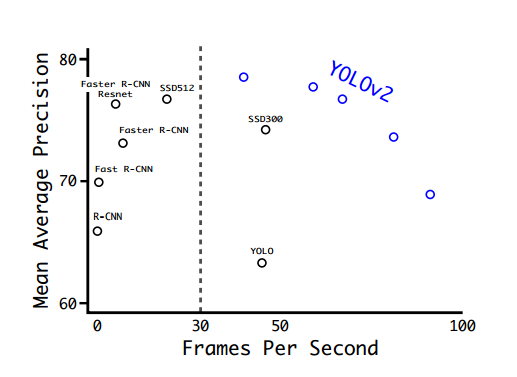 80
Faster R-CNN
Resnet
SSD512
YOLOv2
SSD300
Faster R-CNN
70
Fast R-CNN
R-CNN
YOLO
60
Mean Average Precision
0 30 50 100
Frames Per Second